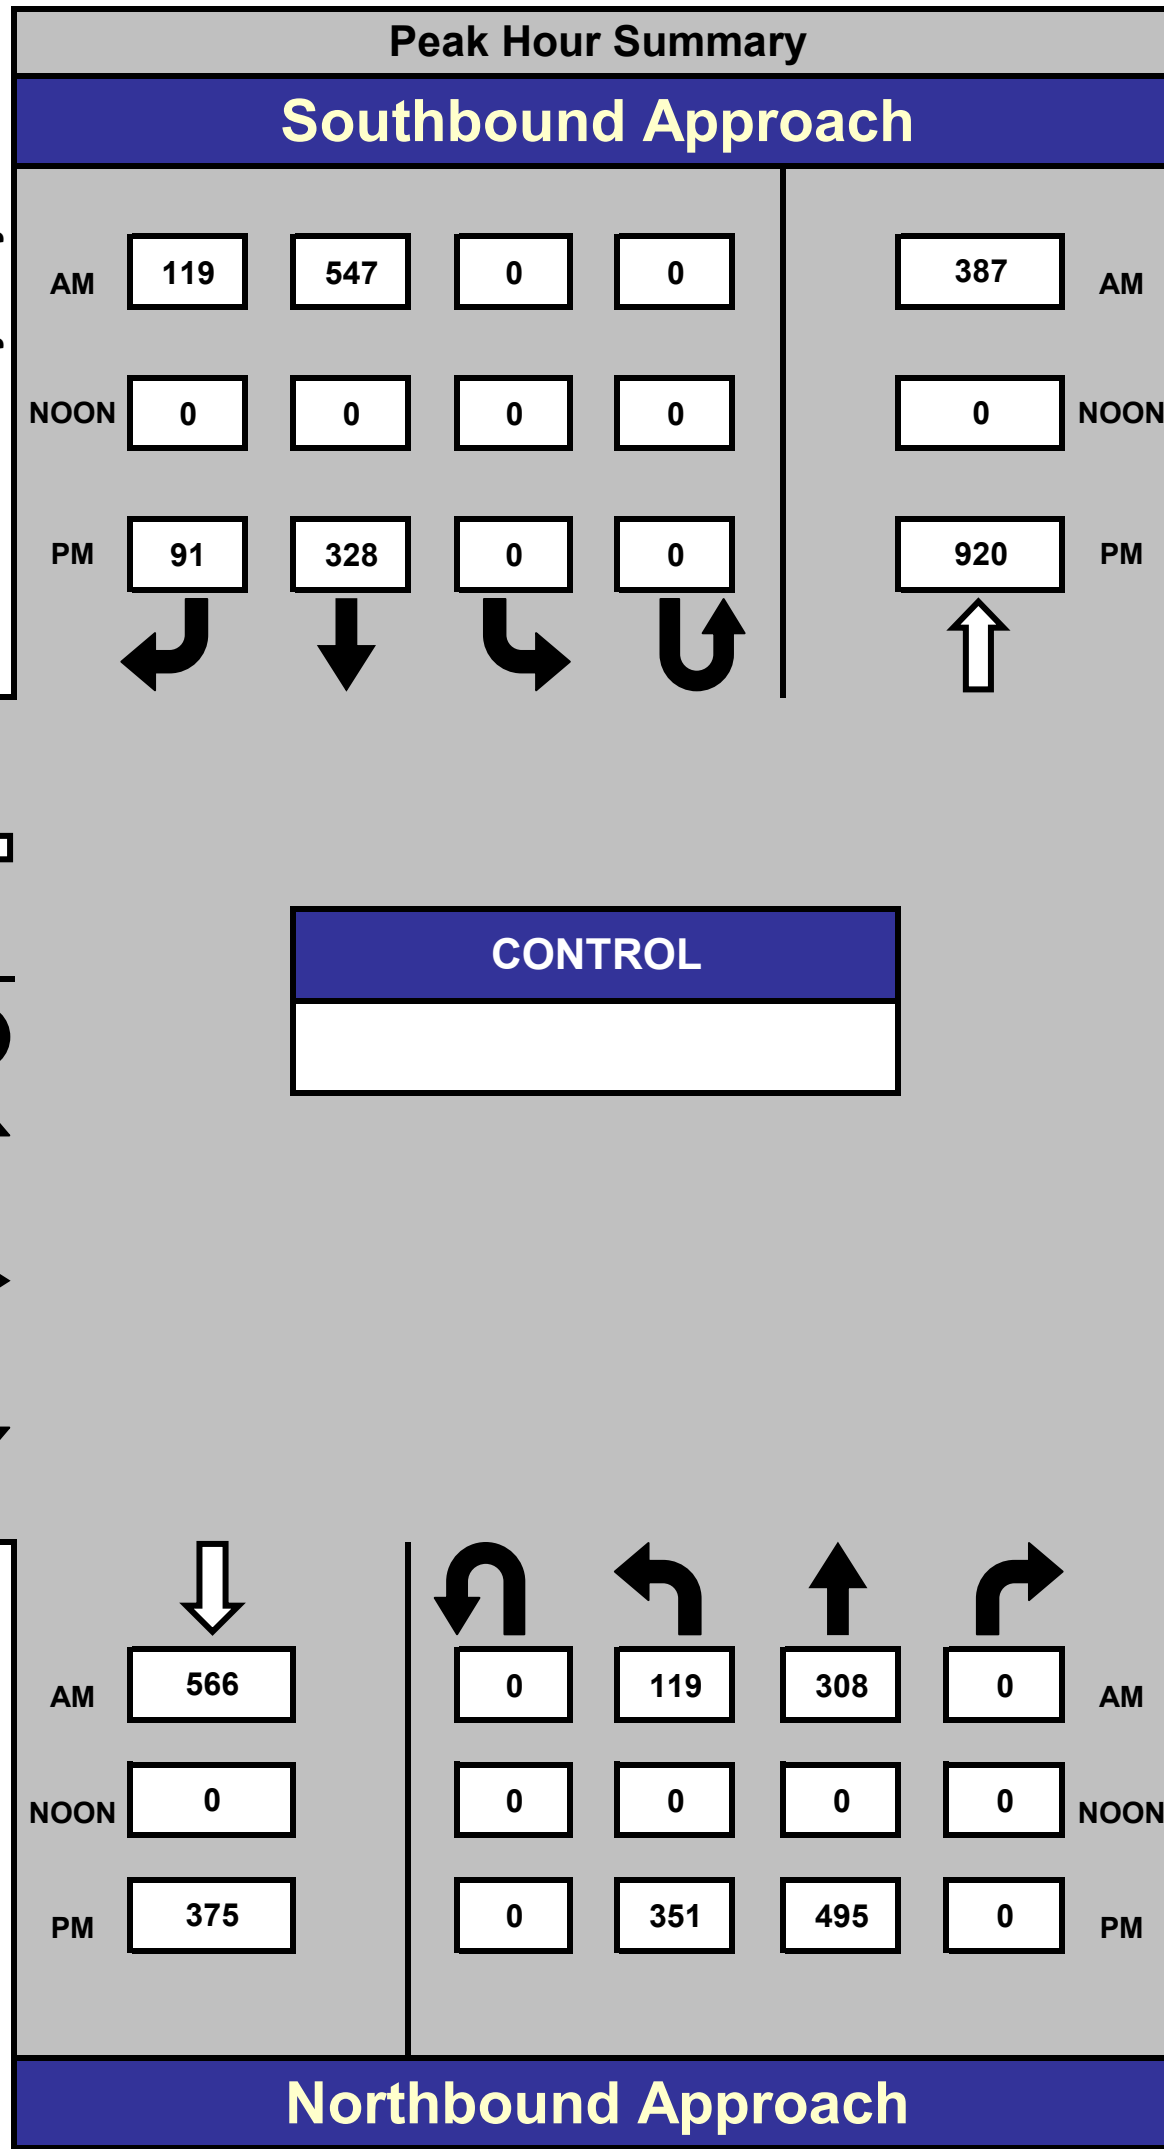 Peak Hour Summary
Southbound Approach
AM 119 547 0 0 387 AM
NOON 0 0 0 0 0 NOON
PM 91 328 0 0 920 PM
CONTROL
AM 566 0 119 308 0 AM
NOON 0 0 0 0 0 NOON
PM 375 0 351 495 0 PM
Northbound Approach